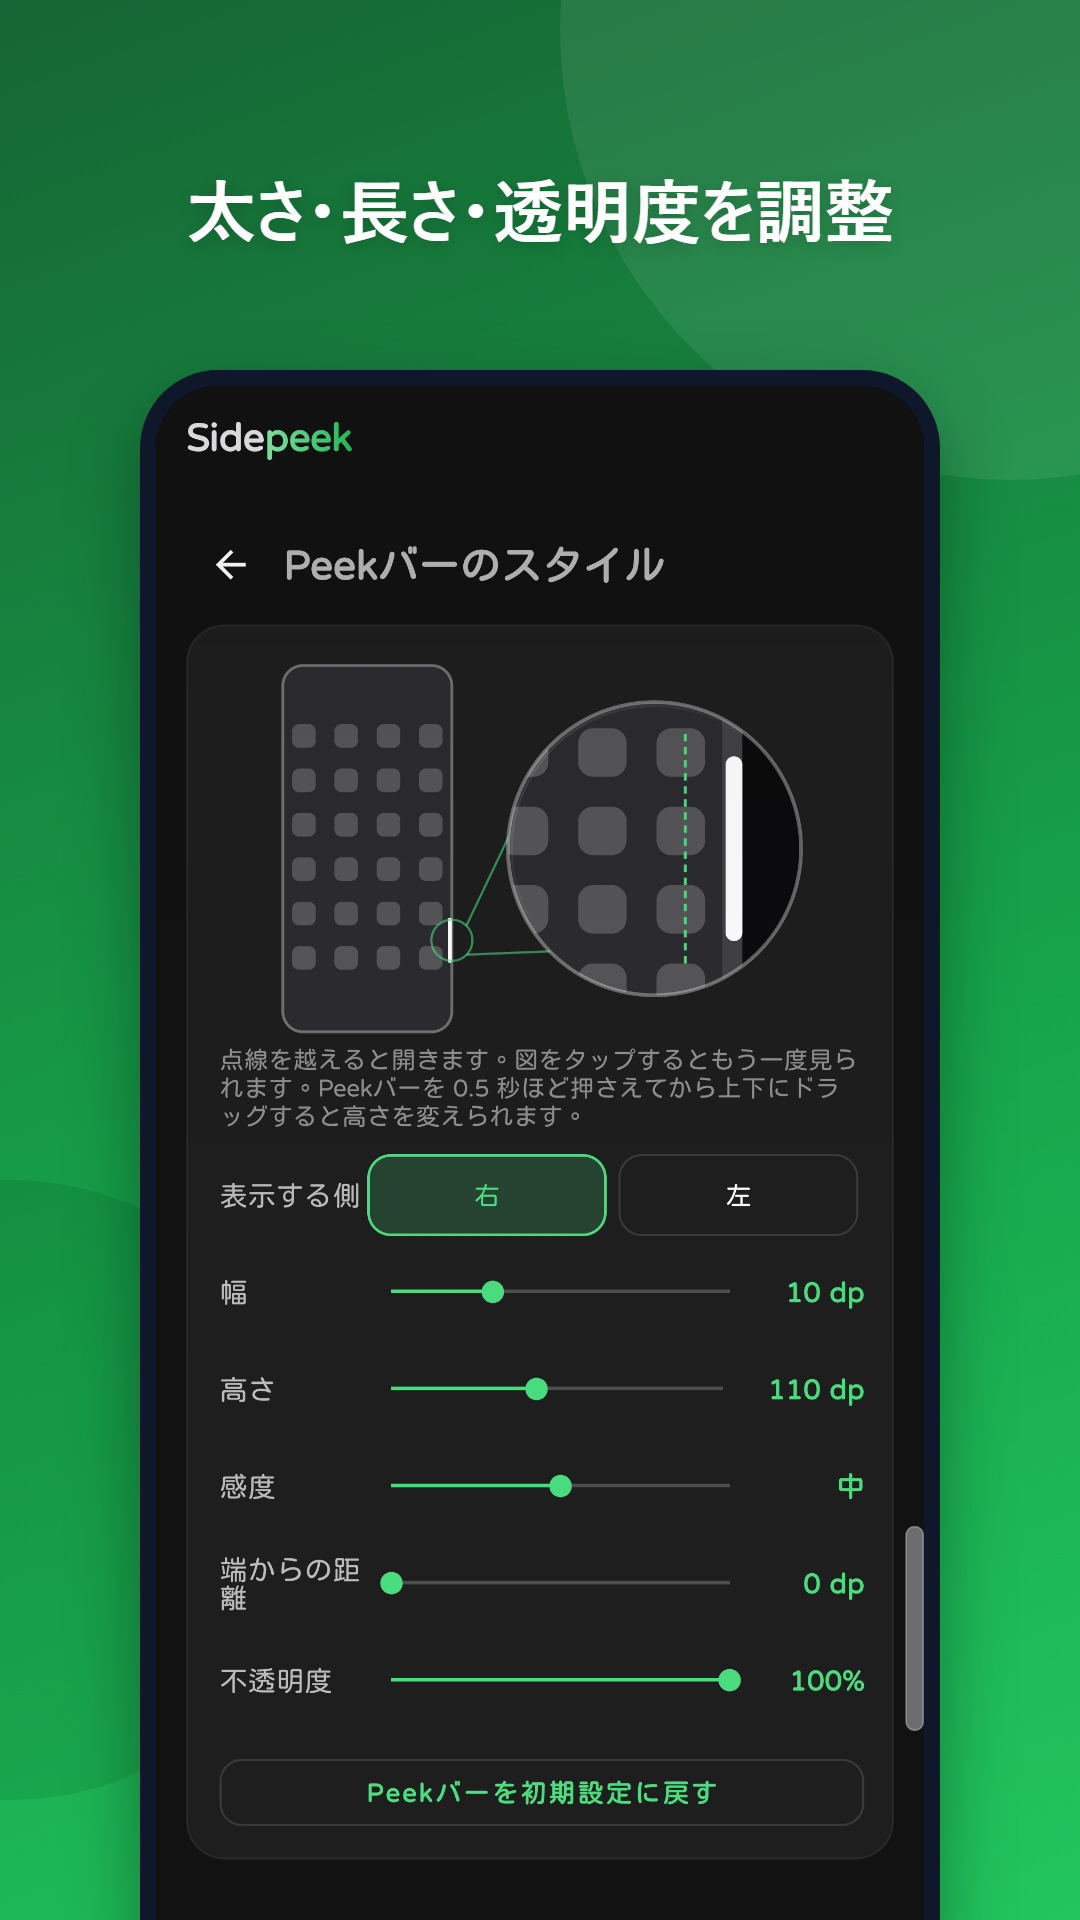 太さ・長さ・透明度を調整
Sidepeek
Peekバーのスタイル
点線を越えると開きます。図をタップするともう一度見ら
れます。Peekバーを 0.5 秒ほど押さえてから上下にドラ
ッグすると高さを変えられます。
表示する側 右 左
幅 10 dp
高さ 110 dp
感度 中
端からの距
離 0 dp
不透明度 100%
Peekバーを初期設定に戻す